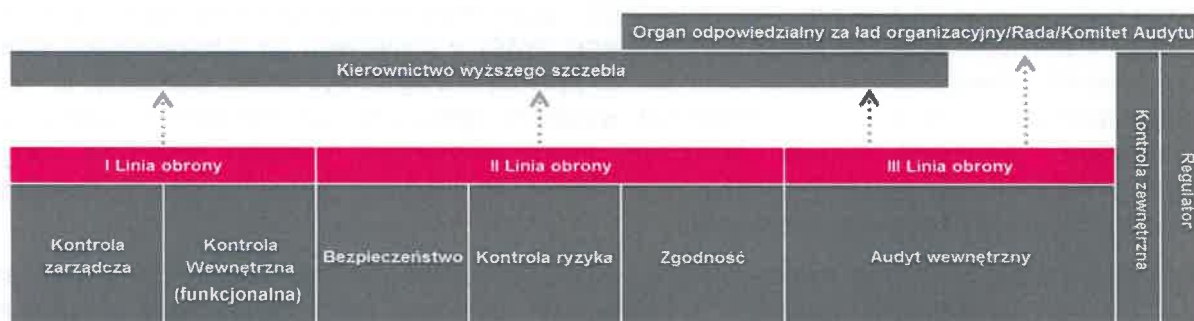 Organ odpowiedzialny za ład organizacyjny/Rada/Komitet Audytu
Kierownictwo wyższego szczebla
I Linia obrony
II Linia obrony
III Linia obrony
Kontrola
zarządcza
Kontrola
Wewnętrzna
(funkcjonalna)
Bezpieczeństwo
Kontrola ryzyka
Zgodność
Audyt wewnętrzny
Kontrola zewnętrzna
Regulator